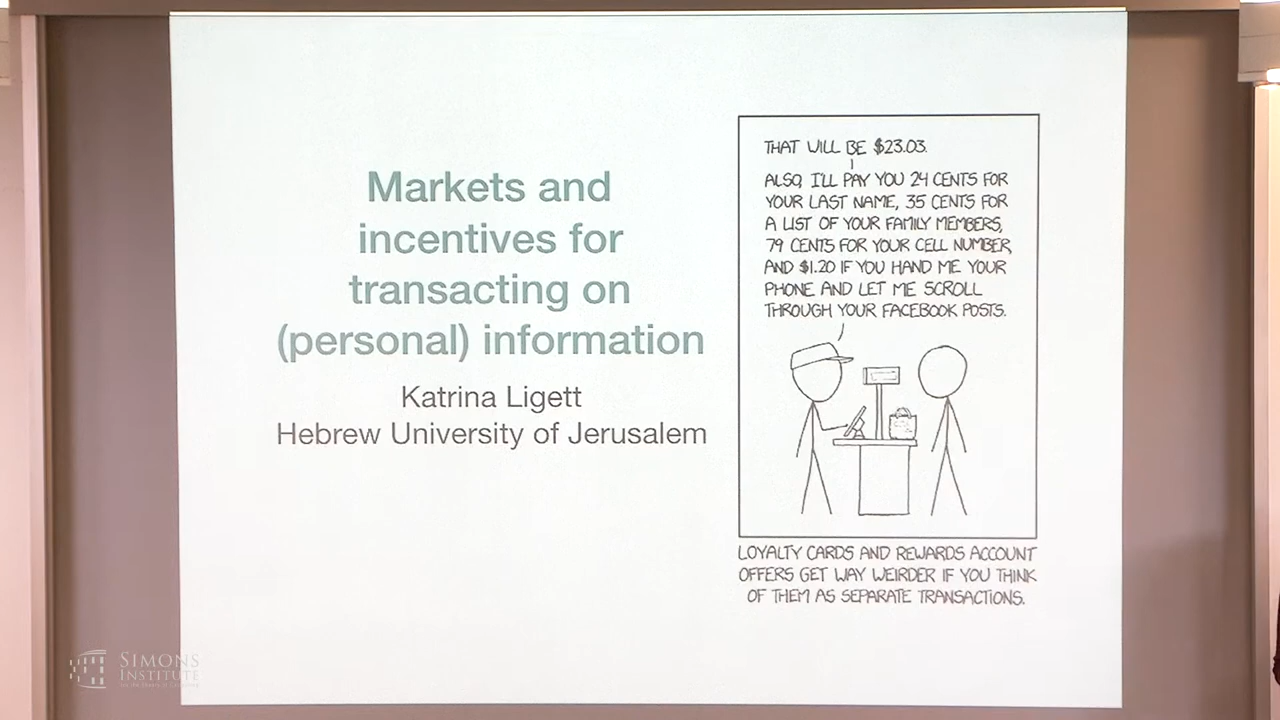 Markets and
incentives for
transacting on
(personal) information
Katrina Ligett
Hebrew University of Jerusalem
THAT WILL BE $23.03.
ALSO, I'LL PAY YOU 24 CENTS FOR
YOUR LAST NAME, 35 CENTS FOR
A LIST OF YOUR FAMILY MEMBERS,
79 CENTS FOR YOUR CELL NUMBER,
AND $1.20 IF YOU HAND ME YOUR
PHONE AND LET ME SCROLL
THROUGH YOUR FACEBOOK POSTS.
LOYALTY CARDS AND REWARDS ACCOUNT
OFFERS GET WAY WEIRDER IF YOU THINK
OF THEM AS SEPARATE TRANSACTIONS.
SIMONS
INSTITUTE